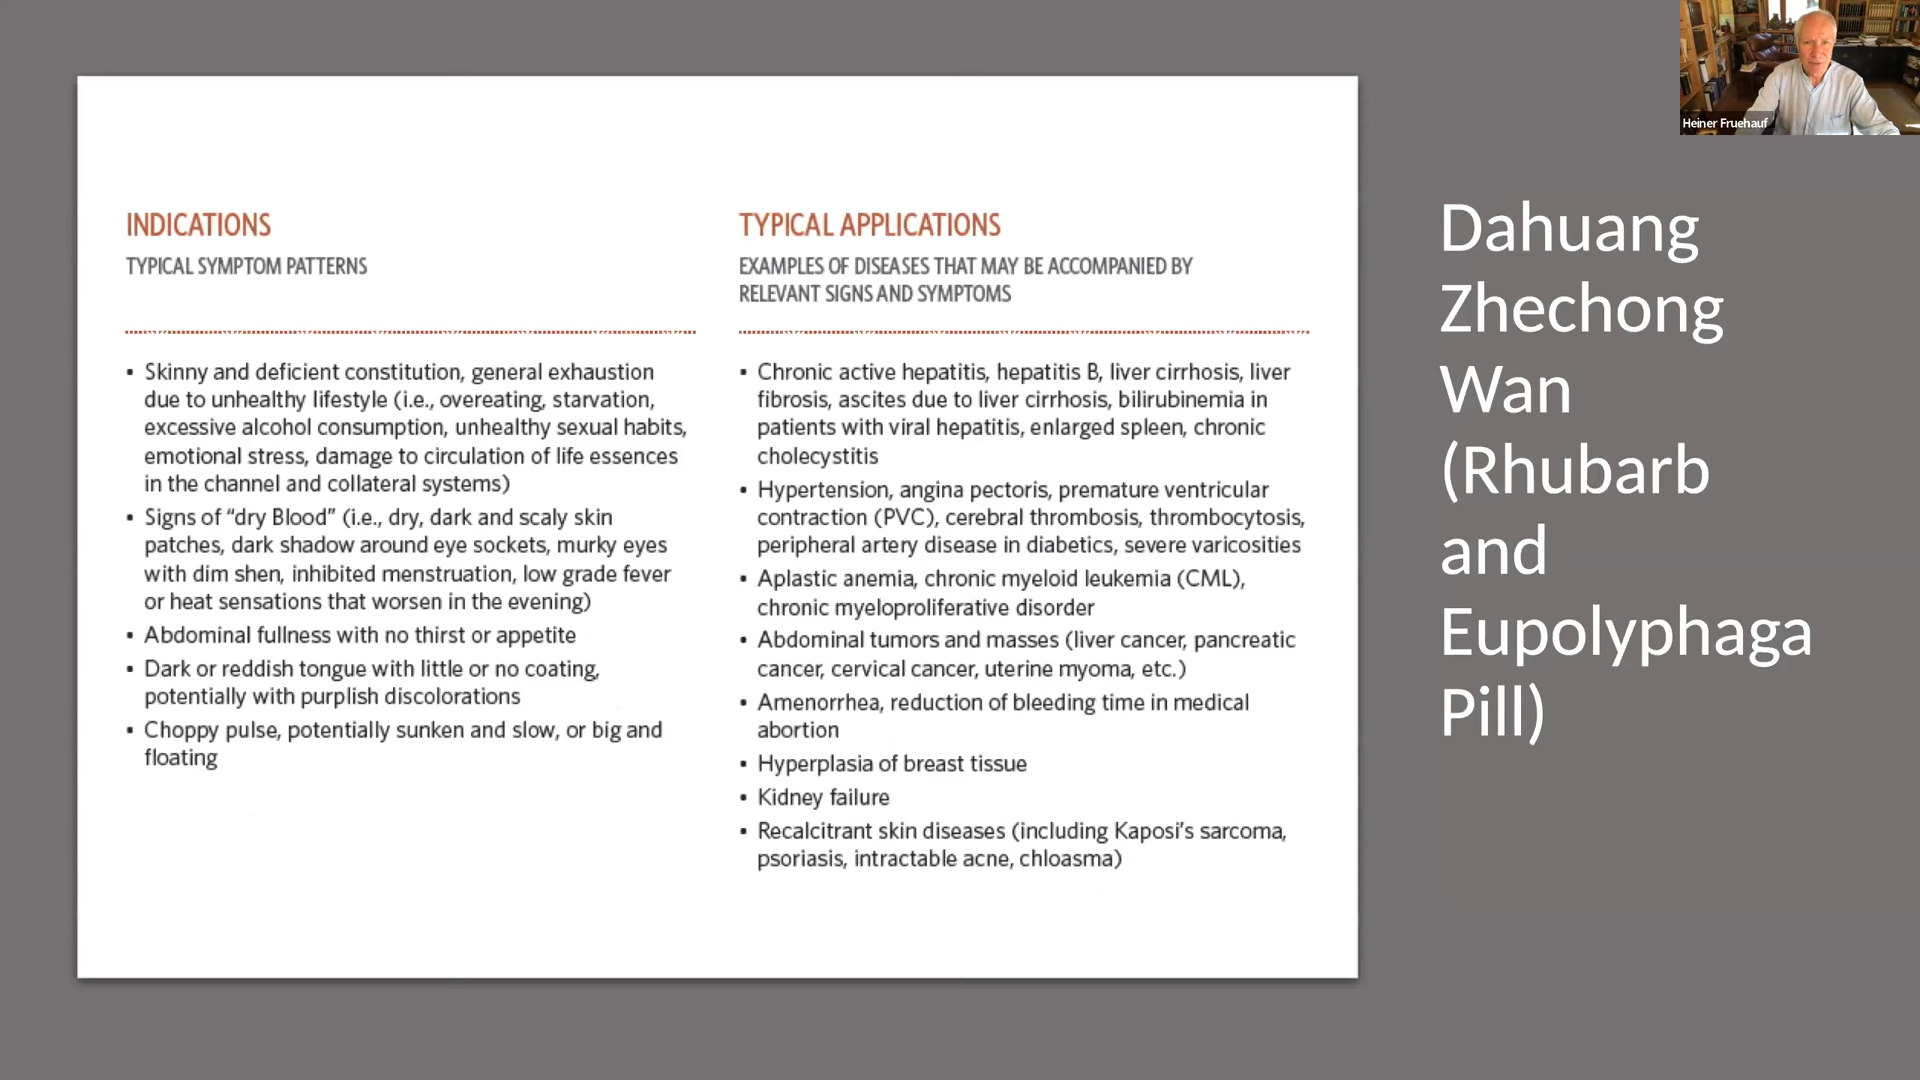 Heiner Fruehauf
INDICATIONS
TYPICAL SYMPTOM PATTERNS
▪ Skinny and deficient constitution, general exhaustion
due to unhealthy lifestyle (i.e., overeating, starvation,
excessive alcohol consumption, unhealthy sexual habits,
emotional stress, damage to circulation of life essences
in the channel and collateral systems)
▪ Signs of “dry Blood” (i.e., dry, dark and scaly skin
patches, dark shadow around eye sockets, murky eyes
with dim shen, inhibited menstruation, low grade fever
or heat sensations that worsen in the evening)
▪ Abdominal fullness with no thirst or appetite
▪ Dark or reddish tongue with little or no coating,
potentially with purplish discolorations
▪ Choppy pulse, potentially sunken and slow, or big and
floating
TYPICAL APPLICATIONS
EXAMPLES OF DISEASES THAT MAY BE ACCOMPANIED BY
RELEVANT SIGNS AND SYMPTOMS
▪ Chronic active hepatitis, hepatitis B, liver cirrhosis, liver
fibrosis, ascites due to liver cirrhosis, bilirubinemia in
patients with viral hepatitis, enlarged spleen, chronic
cholecystitis
▪ Hypertension, angina pectoris, premature ventricular
contraction (PVC), cerebral thrombosis, thrombocytosis,
peripheral artery disease in diabetics, severe varicosities
▪ Aplastic anemia, chronic myeloid leukemia (CML),
chronic myeloproliferative disorder
▪ Abdominal tumors and masses (liver cancer, pancreatic
cancer, cervical cancer, uterine myoma, etc.)
▪ Amenorrhea, reduction of bleeding time in medical
abortion
▪ Hyperplasia of breast tissue
▪ Kidney failure
▪ Recalcitrant skin diseases (including Kaposi’s sarcoma,
psoriasis, intractable acne, chloasma)
Dahuang
Zhechong
Wan
(Rhubarb
and
Eupolyphaga
Pill)